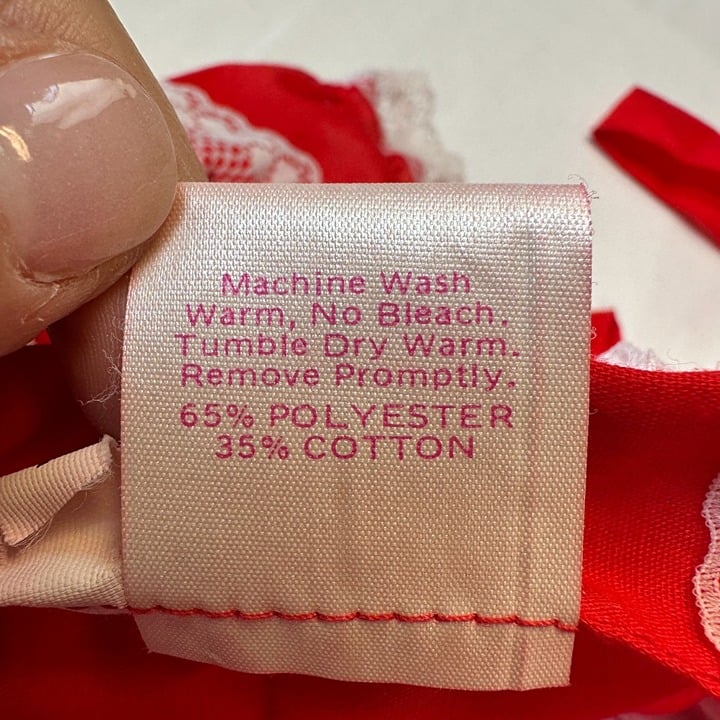 Machine Wash
Warm, No Bleach.
Tumble Dry Warm.
Remove Promptly.
65% POLYESTER
35% COTTON